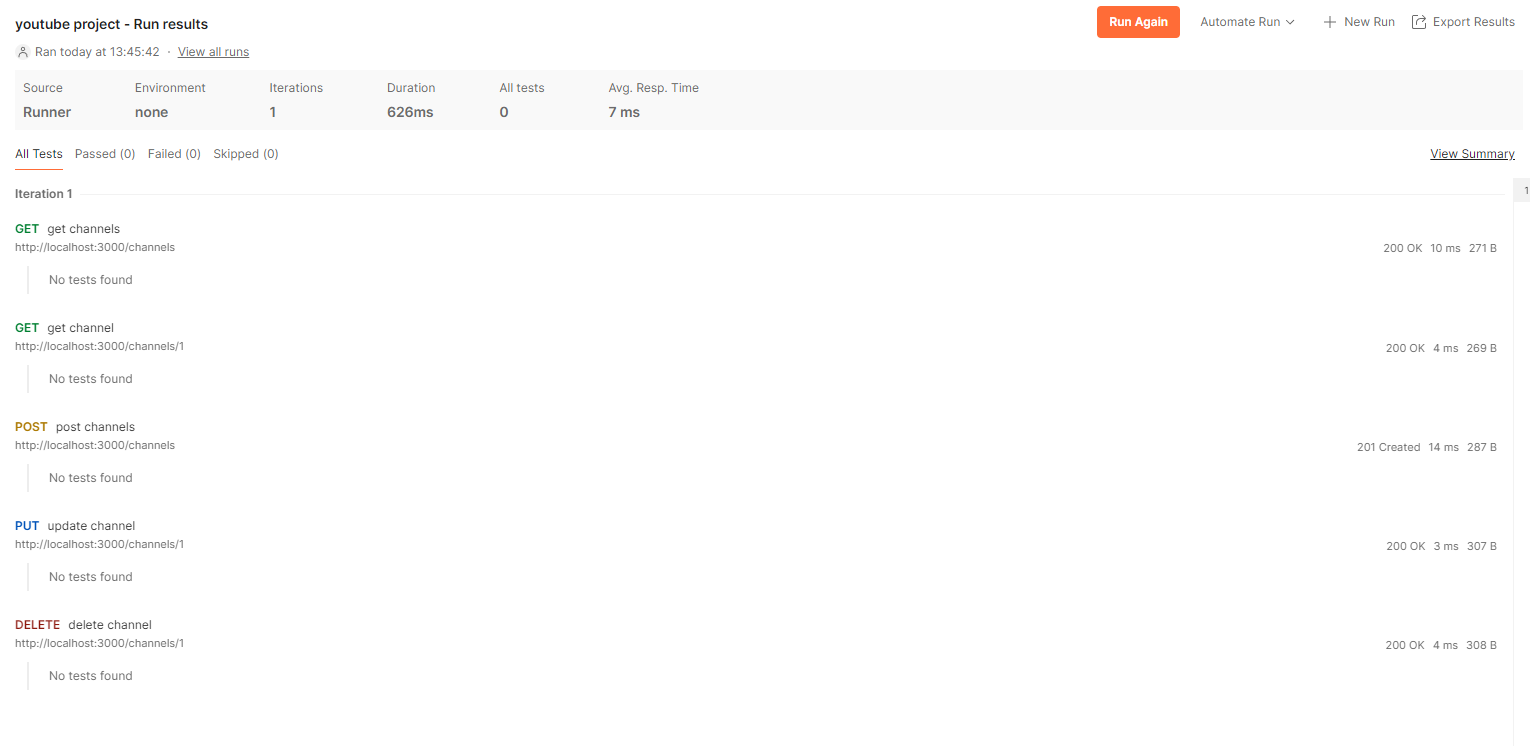 youtube project - Run results
Run Again
Automate Run
New Run
Export Results
Ran today at 13:45:42 · View all runs
Source Environment Iterations Duration All tests Avg. Resp. Time
Runner none 1 626ms 0 7 ms
All Tests Passed (0) Failed (0) Skipped (0) View Summary
Iteration 1
1
GET get channels
http://localhost:3000/channels
200 OK 10 ms 271 B
No tests found
GET get channel
http://localhost:3000/channels/1
200 OK 4 ms 269 B
No tests found
POST post channels
http://localhost:3000/channels
201 Created 14 ms 287 B
No tests found
PUT update channel
http://localhost:3000/channels/1
200 OK 3 ms 307 B
No tests found
DELETE delete channel
http://localhost:3000/channels/1
200 OK 4 ms 308 B
No tests found